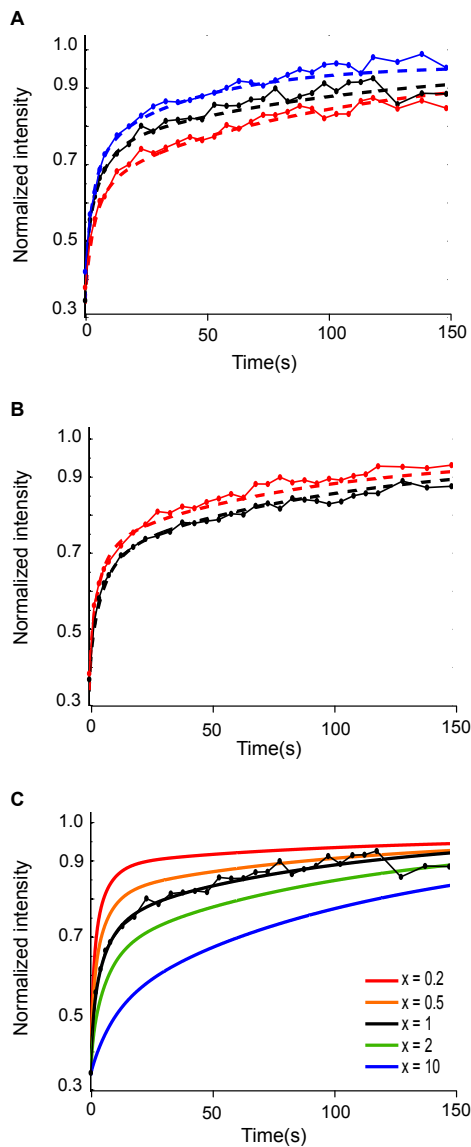 A
Normalized intensity
1.0
0.9
0.7
0.5
0.3
0
50
100
150
Time(s)
B
Normalized intensity
1.0
0.9
0.7
0.5
0.3
0
50
100
150
Time(s)
C
Normalized intensity
1.0
0.9
0.7
0.5
0.3
x = 0.2
x = 0.5
x = 1
x = 2
x = 10
0
50
100
150
Time(s)